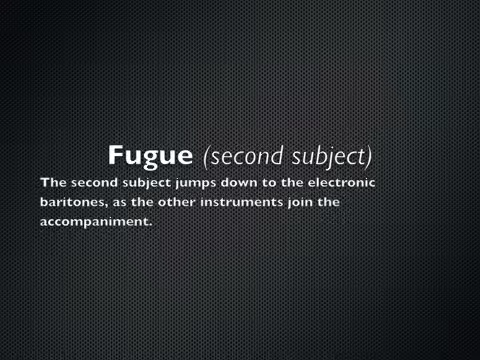 Fugue (second subject)
The second subject jumps down to the electronic
baritones, as the other instruments join the
accompaniment.